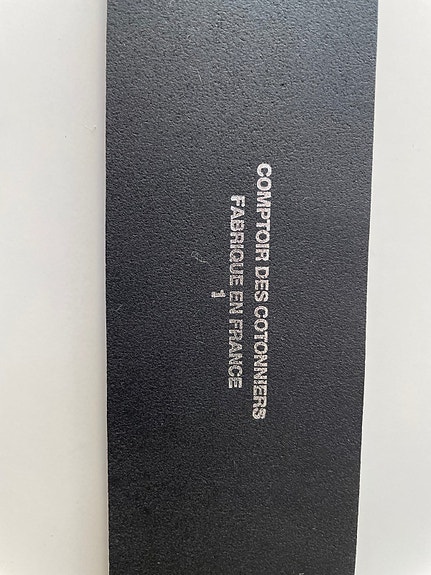 COMPTOIR DES COTONNIERS
FABRIQUE EN FRANCE
1